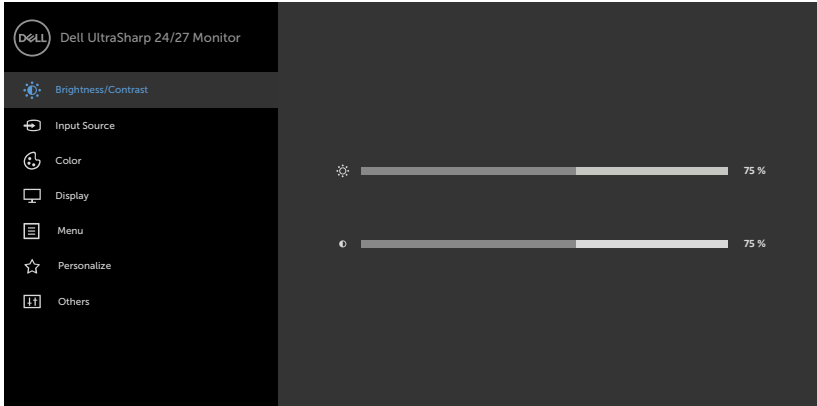 DELL
Dell UltraSharp 24/27 Monitor
Brightness/Contrast
Input Source
Color
Display
Menu
Personalize
Others
75 %
75 %